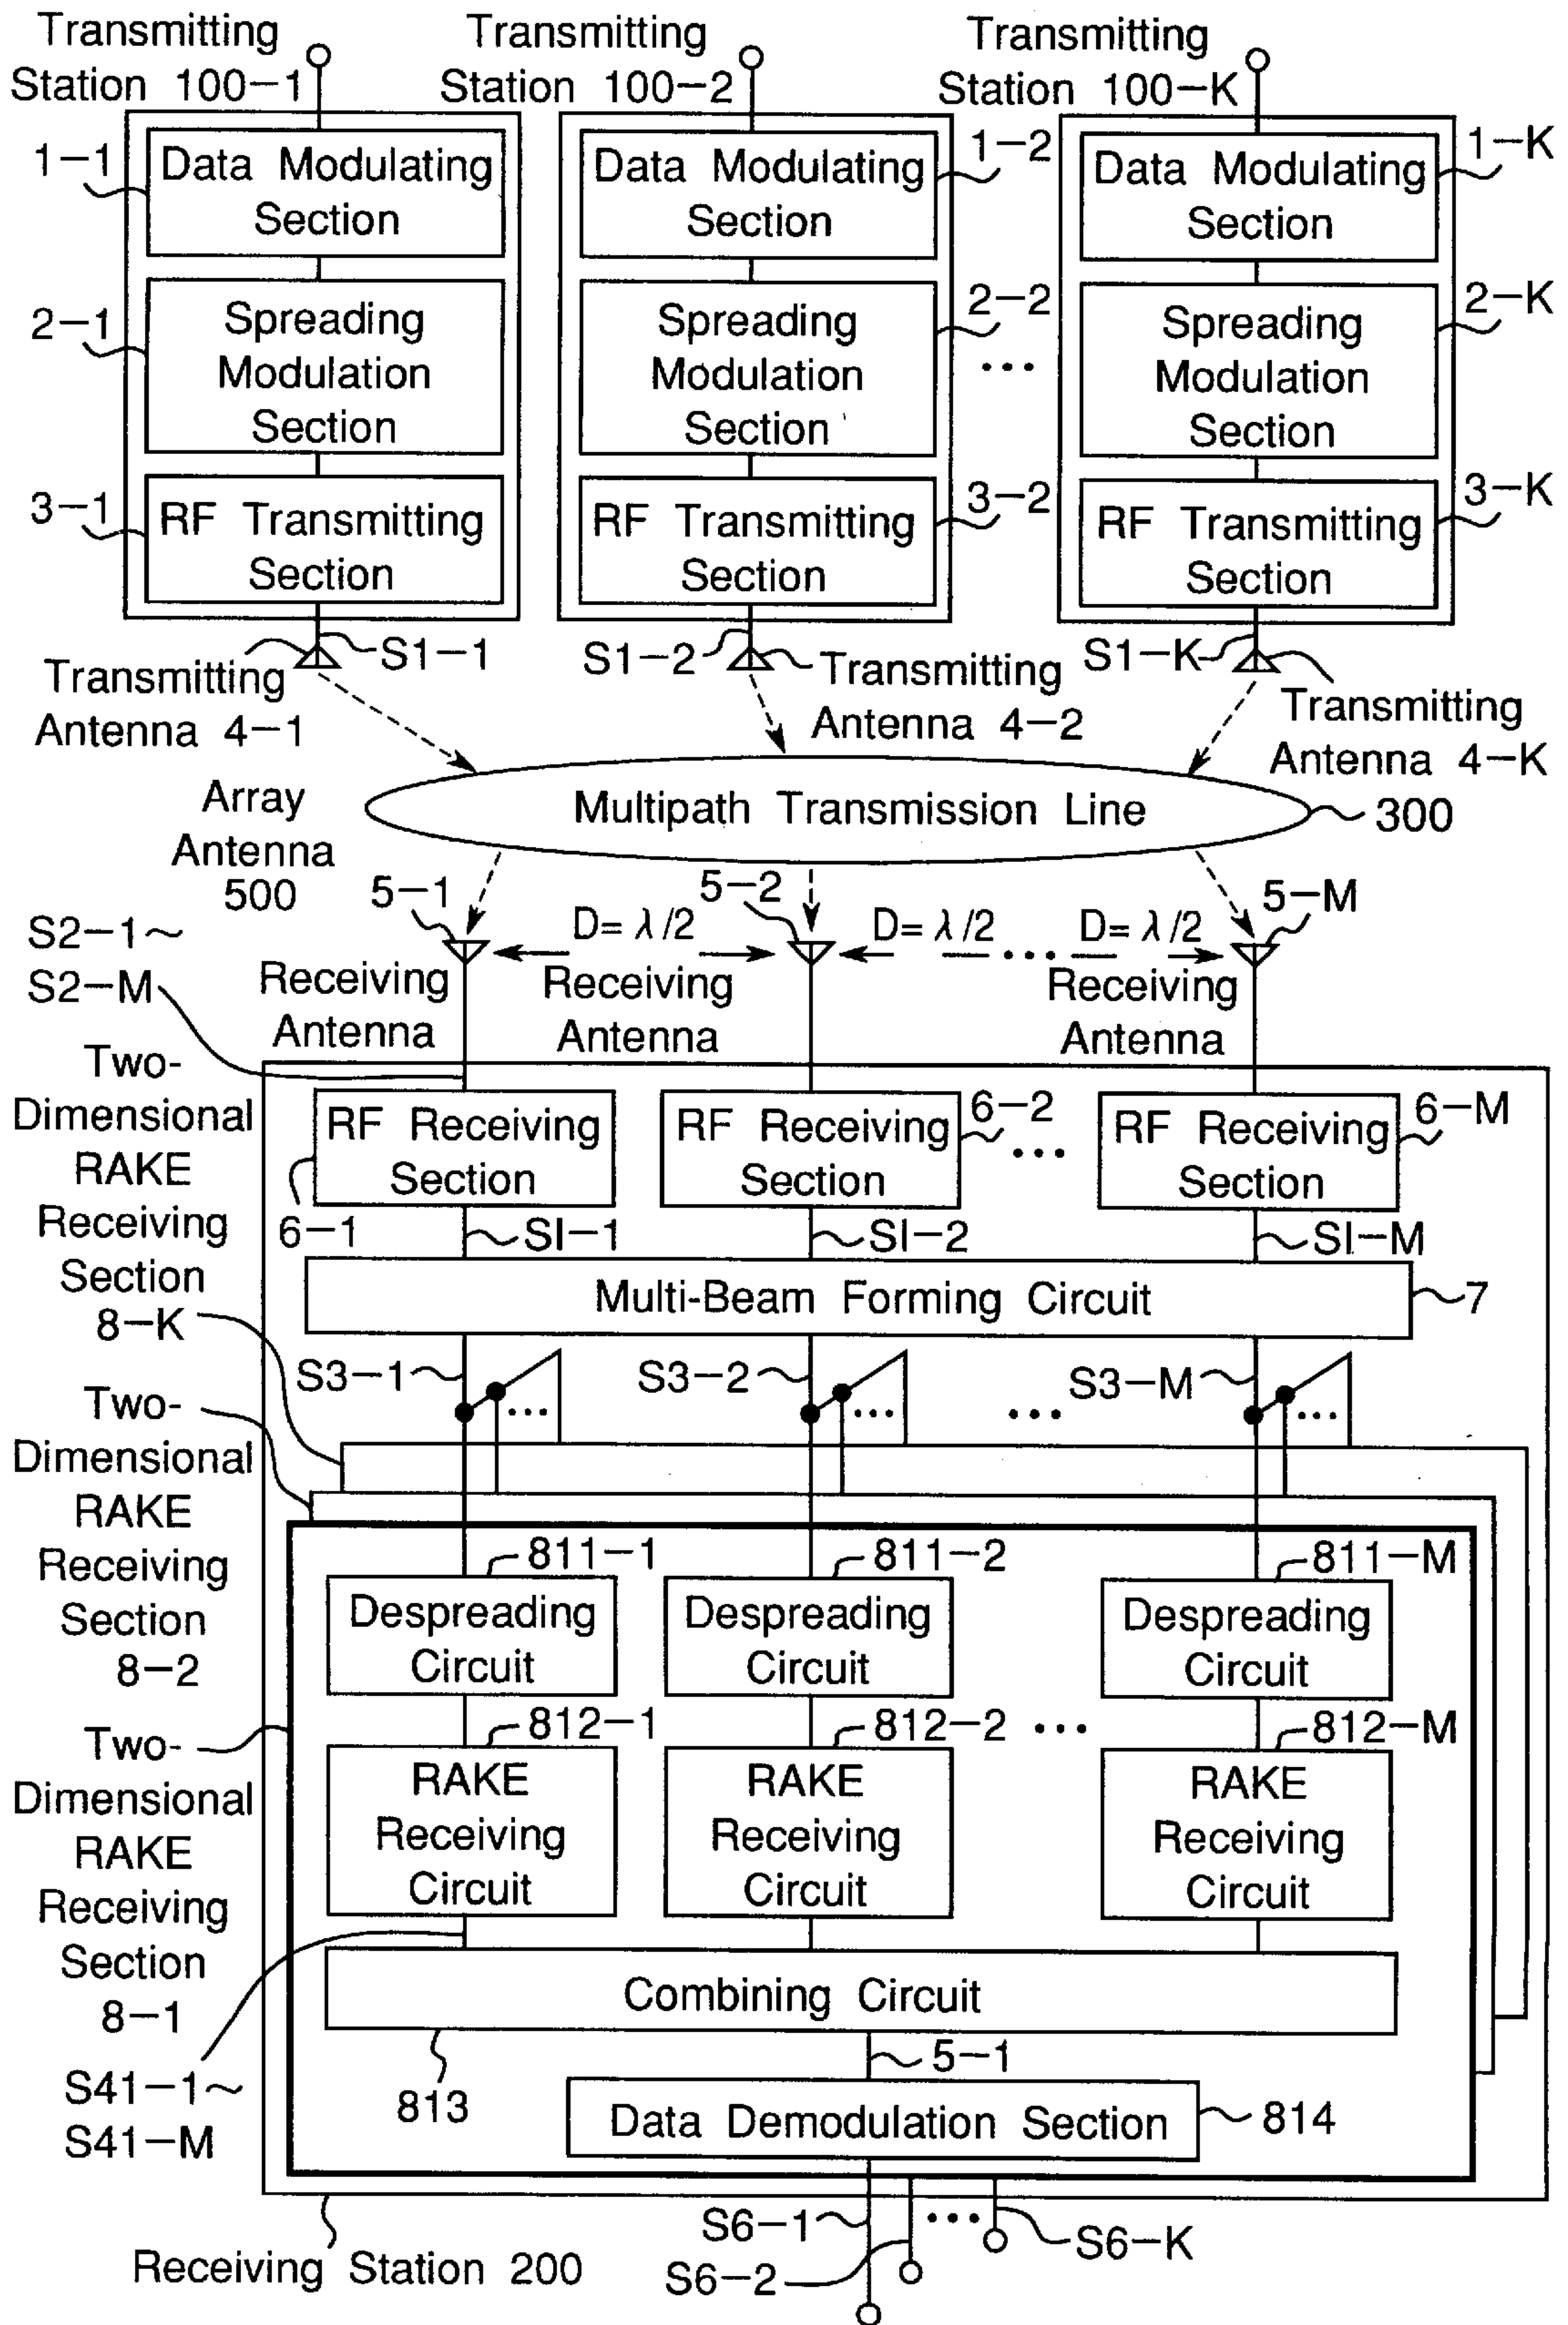 Transmitting
Station 100-1
Transmitting
Station 100-2
Transmitting
Station 100-K
1-1
Data Modulating
Section
1-2
Data Modulating
Section
1-K
Data Modulating
Section
2-1
Spreading
Modulation
Section
2-2
Spreading
Modulation
Section
...
2-K
Spreading
Modulation
Section
3-1
RF Transmitting
Section
3-2
RF Transmitting
Section
3-K
RF Transmitting
Section
S1-1
Transmitting
Antenna 4-1
S1-2
Transmitting
Antenna 4-2
S1-K
Transmitting
Antenna 4-K
Array
Antenna
500
Multipath Transmission Line
300
5-1
5-2
5-M
D=λ/2
D=λ/2
...
D=λ/2
S2-1~
S2-M
Receiving
Antenna
Receiving
Antenna
Receiving
Antenna
Two-
Dimensional
RAKE
Receiving
Section
8-K
RF Receiving
Section
6-1
RF Receiving
Section
6-2
...
RF Receiving
Section
6-M
SI-1
SI-2
SI-M
Multi-Beam Forming Circuit
7
S3-1
...
S3-2
...
...
S3-M
...
Two-
Dimensional
RAKE
Receiving
Section
8-2
811-1
Despreading
Circuit
811-2
Despreading
Circuit
811-M
Despreading
Circuit
Two-
Dimensional
RAKE
Receiving
Section
8-1
812-1
RAKE
Receiving
Circuit
812-2
RAKE
Receiving
Circuit
...
812-M
RAKE
Receiving
Circuit
Combining Circuit
813
S41-1~
S41-M
5-1
Data Demodulation Section
814
Receiving Station 200
S6-1
S6-2
...
S6-K